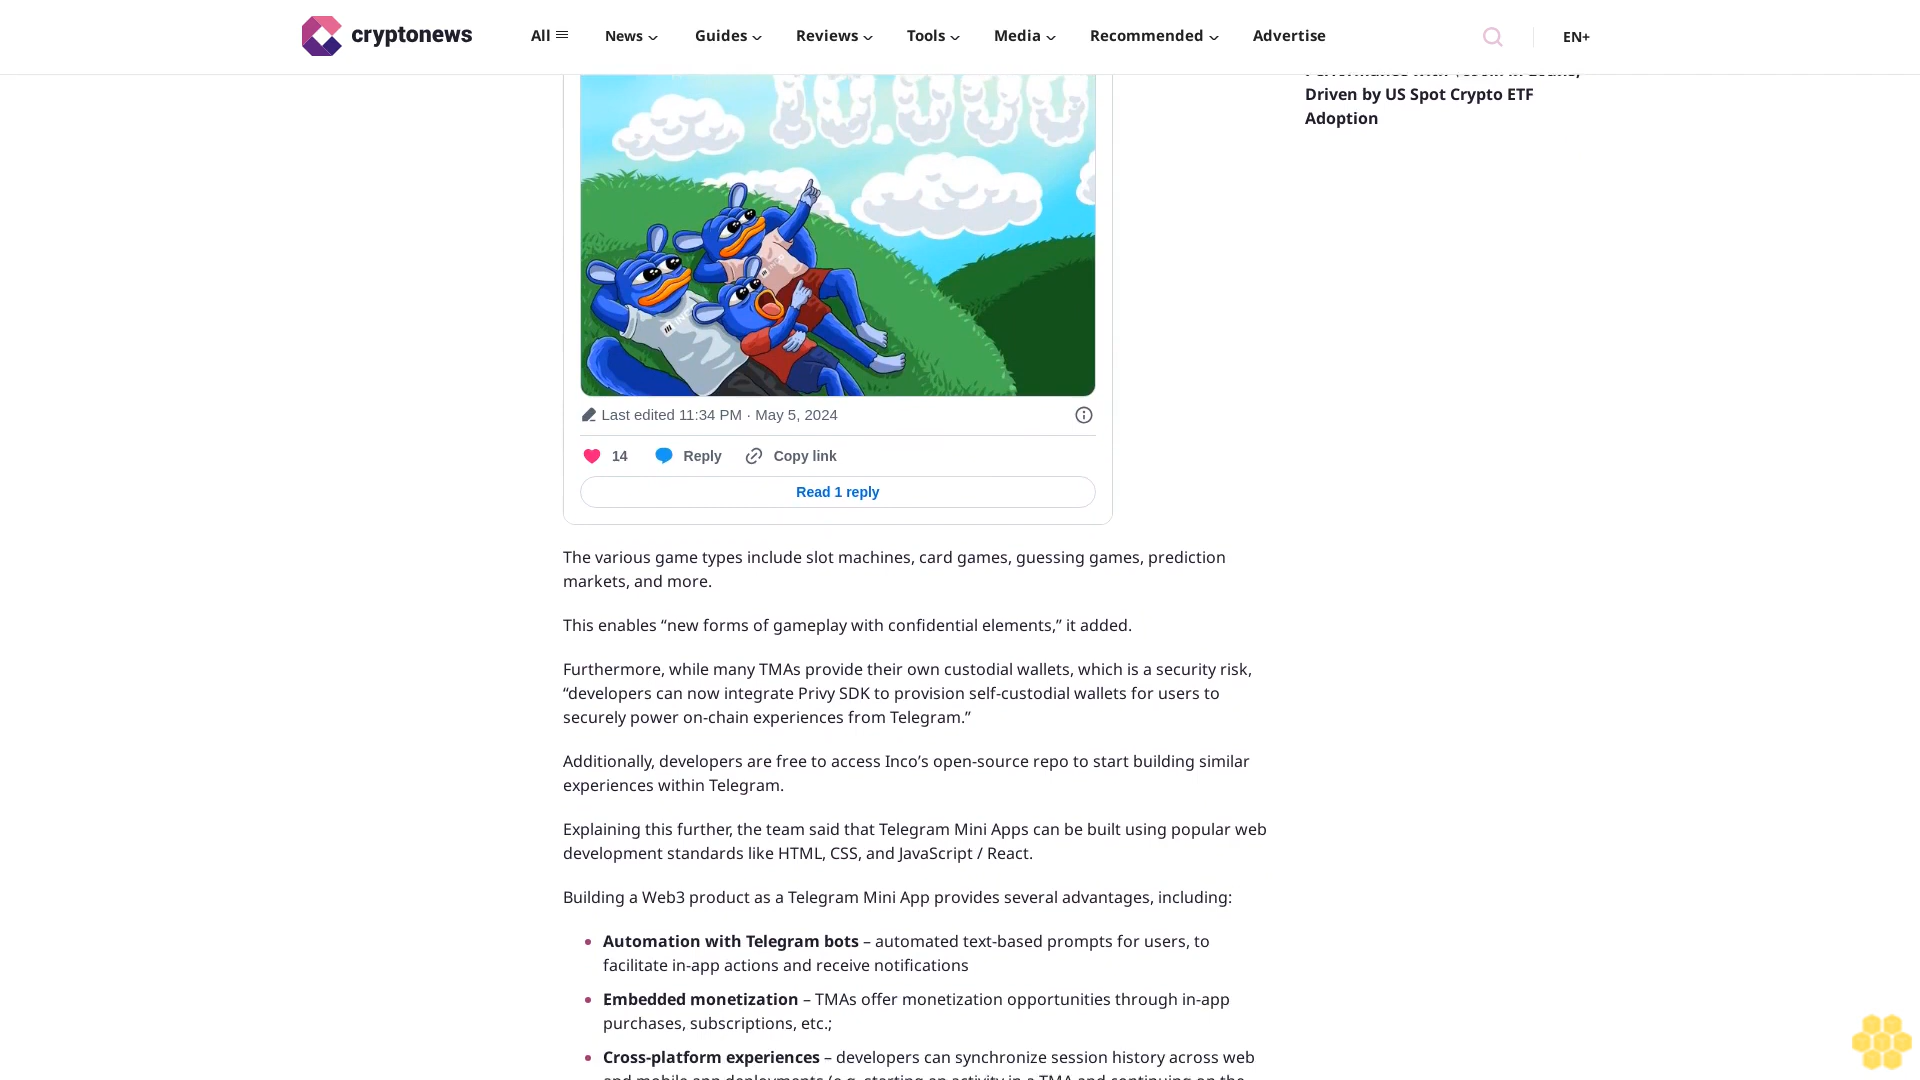 cryptonews
All
News
Guides
Reviews
Tools
Media
Recommended
Advertise
EN+
Driven by US Spot Crypto ETF
Adoption
10.000
Last edited 11:34 PM · May 5, 2024
14
Reply
Copy link
Read 1 reply
The various game types include slot machines, card games, guessing games, prediction
markets, and more.
This enables “new forms of gameplay with confidential elements,” it added.
Furthermore, while many TMAs provide their own custodial wallets, which is a security risk,
“developers can now integrate Privy SDK to provision self-custodial wallets for users to
securely power on-chain experiences from Telegram.”
Additionally, developers are free to access Inco’s open-source repo to start building similar
experiences within Telegram.
Explaining this further, the team said that Telegram Mini Apps can be built using popular web
development standards like HTML, CSS, and JavaScript / React.
Building a Web3 product as a Telegram Mini App provides several advantages, including:
Automation with Telegram bots – automated text-based prompts for users, to
facilitate in-app actions and receive notifications
Embedded monetization – TMAs offer monetization opportunities through in-app
purchases, subscriptions, etc.;
Cross-platform experiences – developers can synchronize session history across web